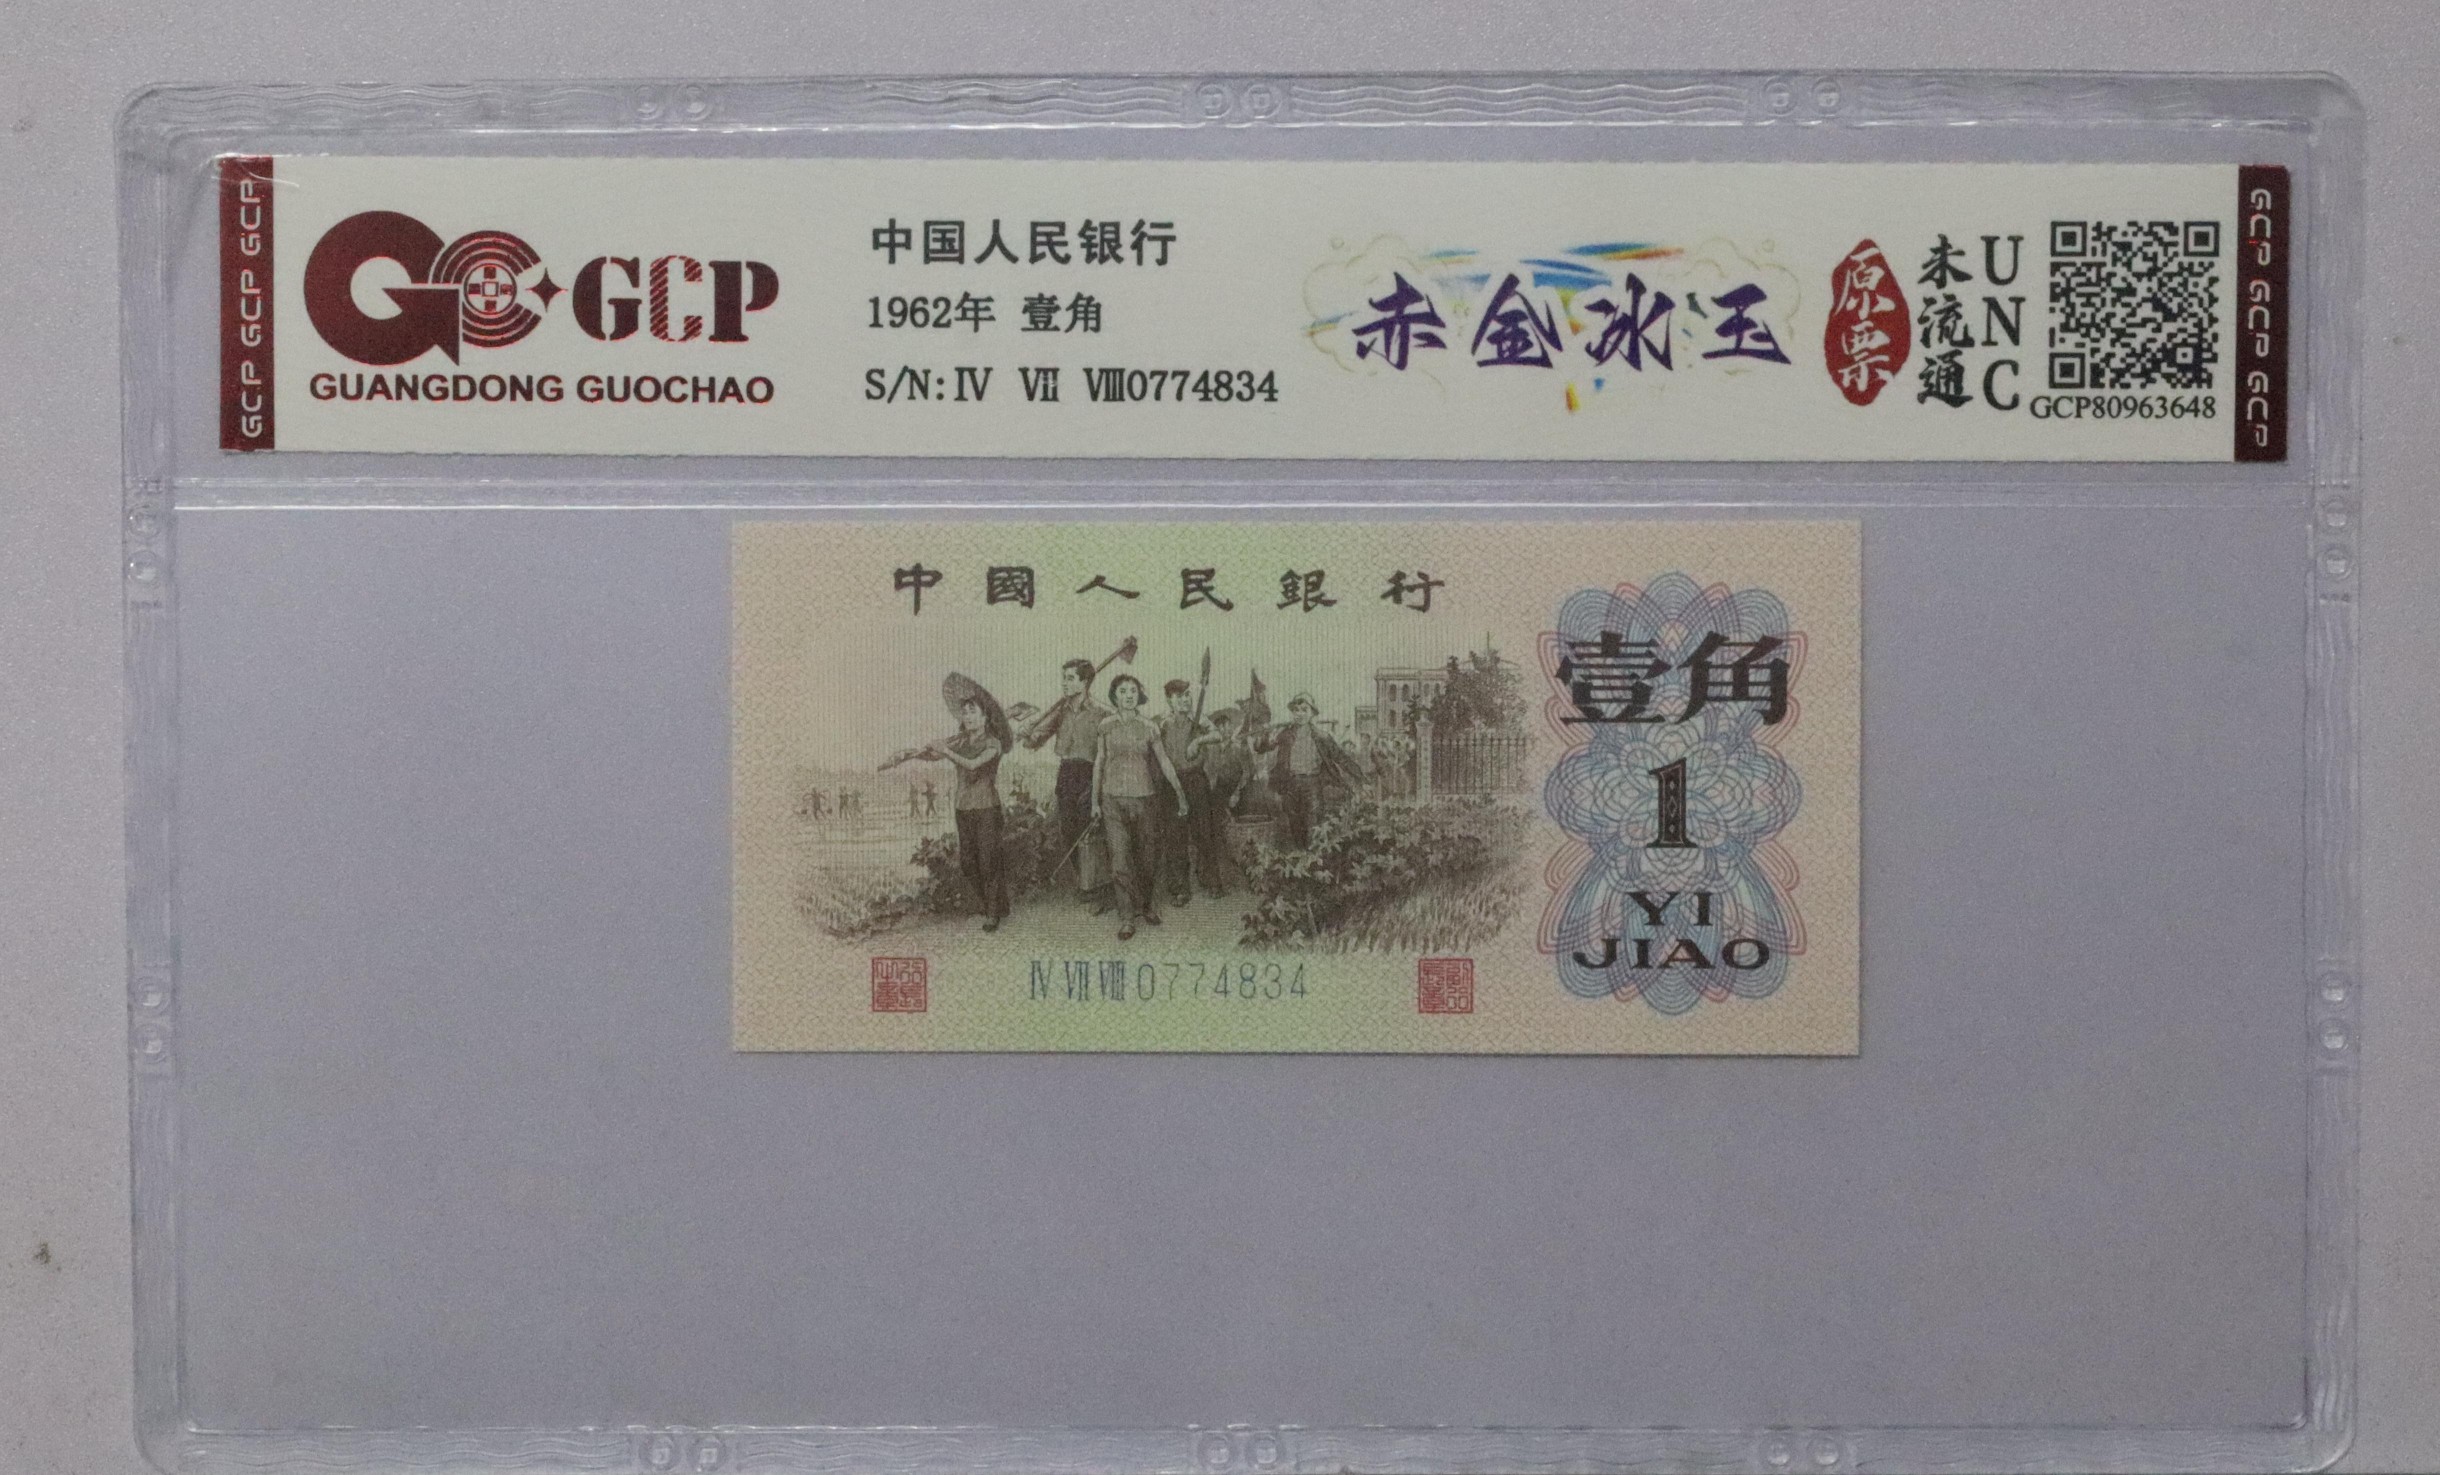 GCP GCP GCP
GCP
GUANGDONG GUOCHAO
中国人民银行
1962年 壹角
S/N:Ⅳ Ⅶ Ⅷ0774834
赤金冰玉
原票
未流通
UNC
GCP80963648
GCP GCP GCP
中國人民銀行
壹角
1
YI
JIAO
Ⅳ Ⅶ Ⅷ 0774834